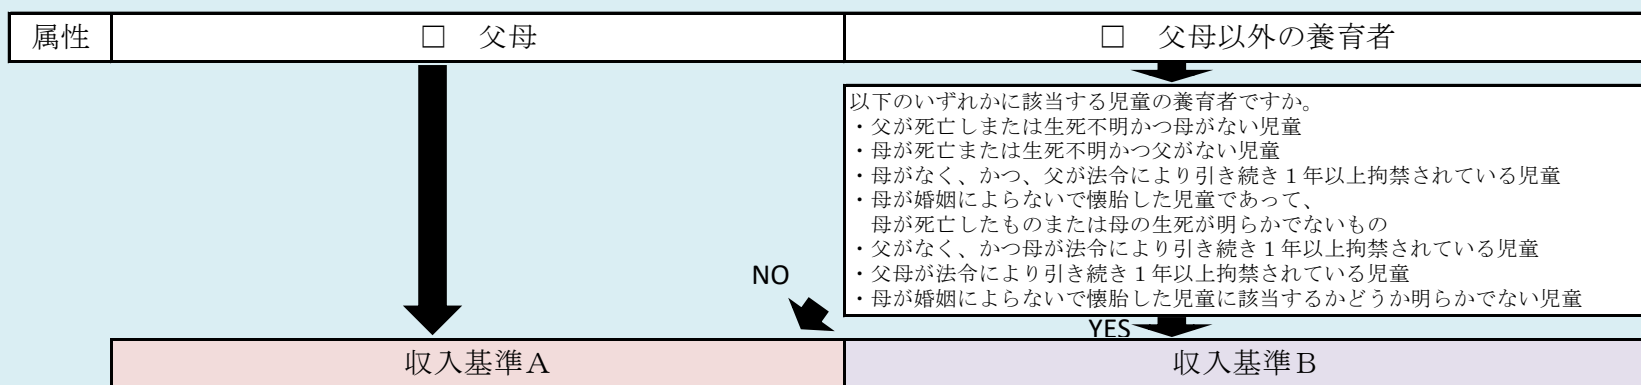 属性
□ 父母
□ 父母以外の養育者
以下のいずれかに該当する児童の養育者ですか。
・父が死亡しまたは生死不明かつ母がない児童
・母が死亡または生死不明かつ父がない児童
・母がなく、かつ、父が法令により引き続き１年以上拘禁されている児童
・母が婚姻によらないで懐胎した児童であって、
母が死亡したものまたは母の生死が明らかでないもの
・父がなく、かつ母が法令により引き続き１年以上拘禁されている児童
・父母が法令により引き続き１年以上拘禁されている児童
・母が婚姻によらないで懐胎した児童に該当するかどうか明らかでない児童
NO
YES
収入基準Ａ
収入基準Ｂ